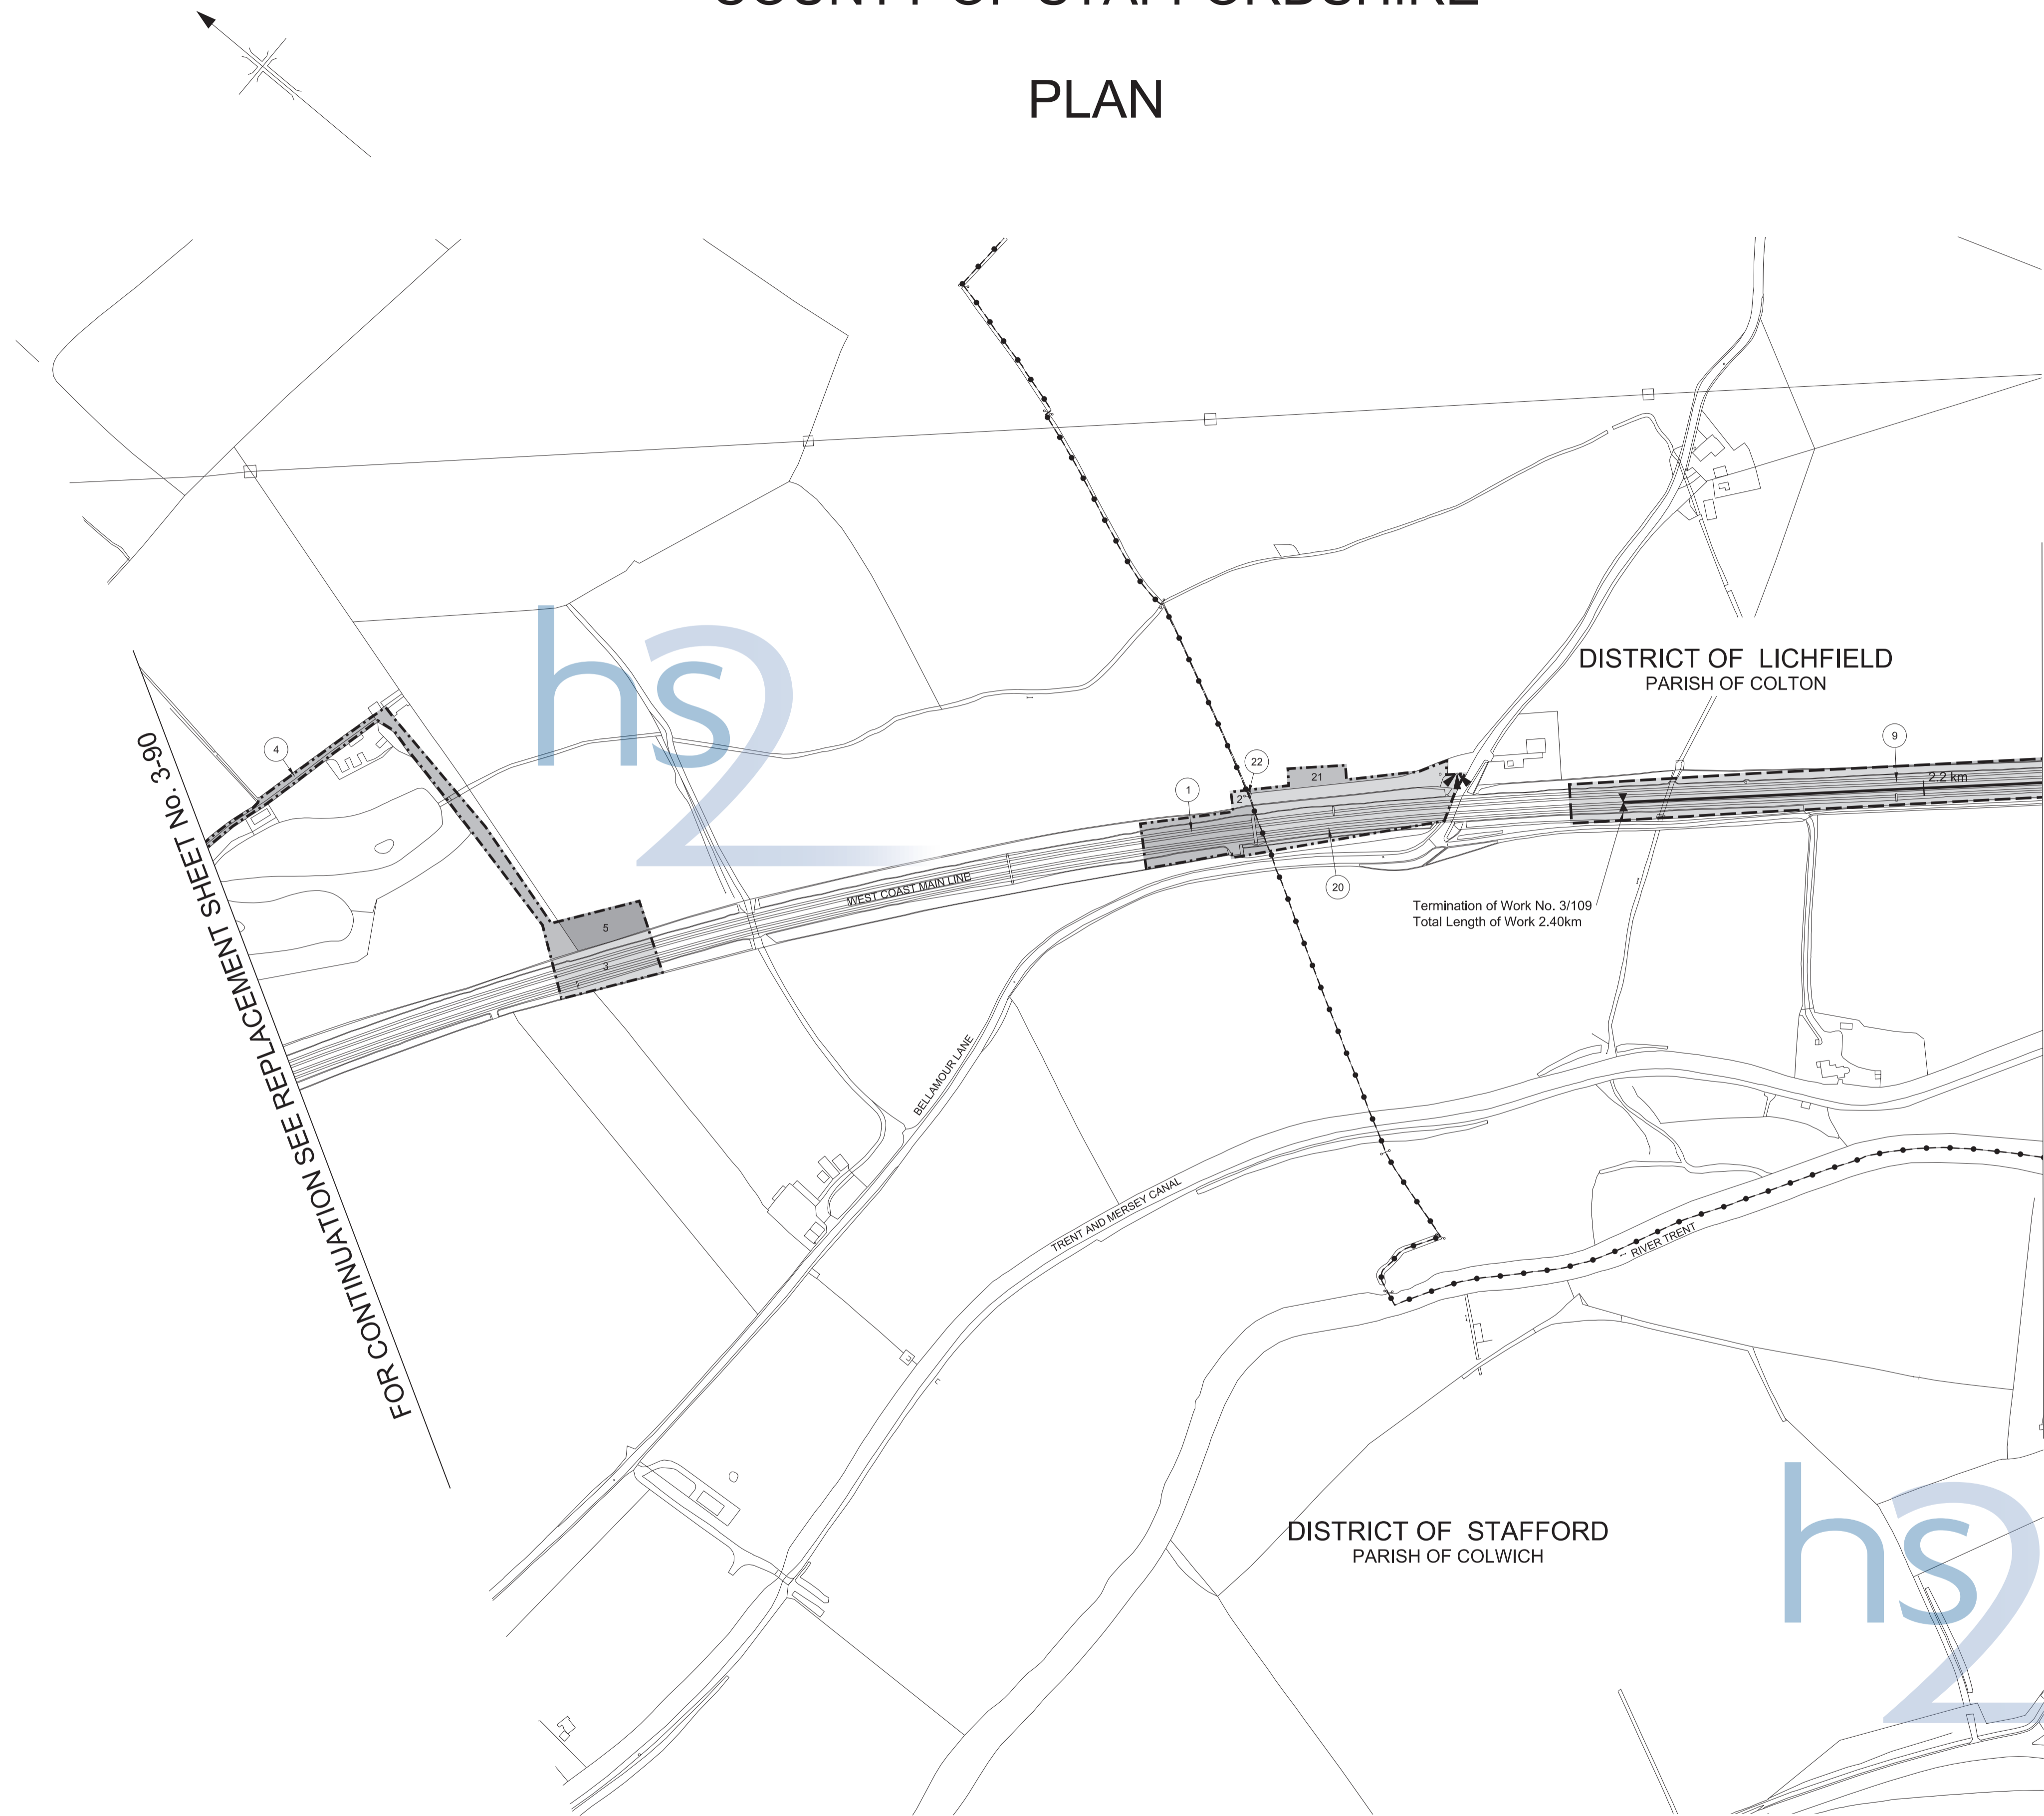 COUNTY OF STAFFORDSHIRE
PLAN
hs2
DISTRICT OF LICHFIELD
PARISH OF COLTON
FOR CONTINUATION SEE REPLACEMENT SHEET No. 3-90
4
1
22
21
2
9
2.2 km
5
3
WEST COAST MAIN LINE
20
Termination of Work No. 3/109
Total Length of Work 2.40km
BELLAMOUR LANE
TRENT AND MERSEY CANAL
RIVER TRENT
DISTRICT OF STAFFORD
PARISH OF COLWICH
hs2